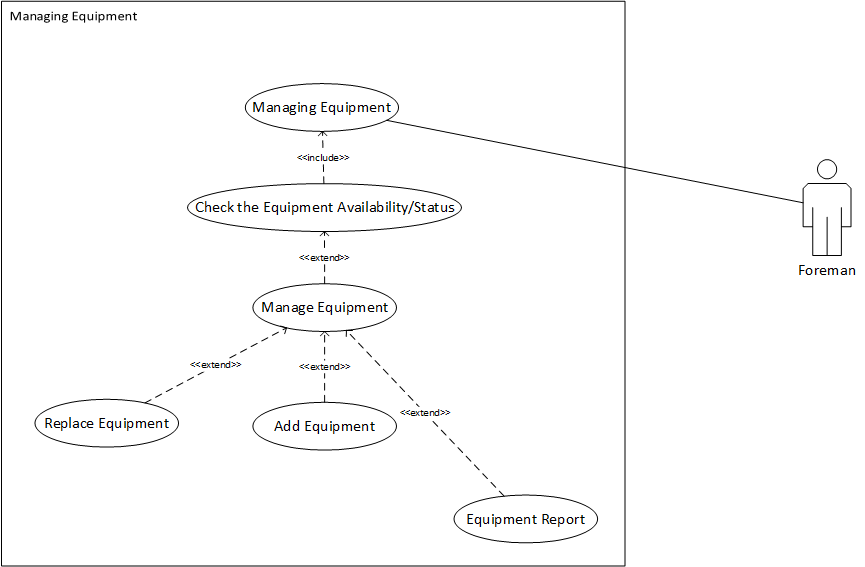 Managing Equipment
Managing Equipment
<<include>>
Check the Equipment Availability/Status
<<extend>>
Foreman
Manage Equipment
<<extend>>
<<extend>>
<<extend>>
Replace Equipment
Add Equipment
Equipment Report